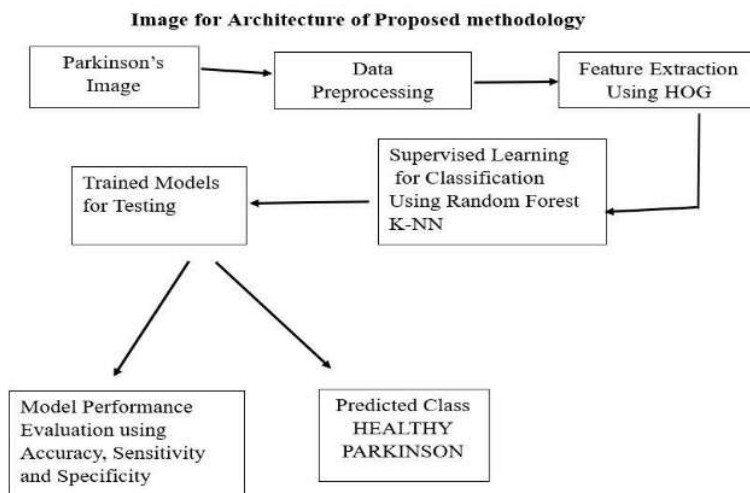 Image for Architecture of Proposed methodology
Parkinson's
Image
Data
Preprocessing
Feature Extraction
Using HOG
Supervised Learning
for Classification
Using Random Forest
K-NN
Trained Models
for Testing
Model Performance
Evaluation using
Accuracy, Sensitivity
and Specificity
Predicted Class
HEALTHY
PARKINSON